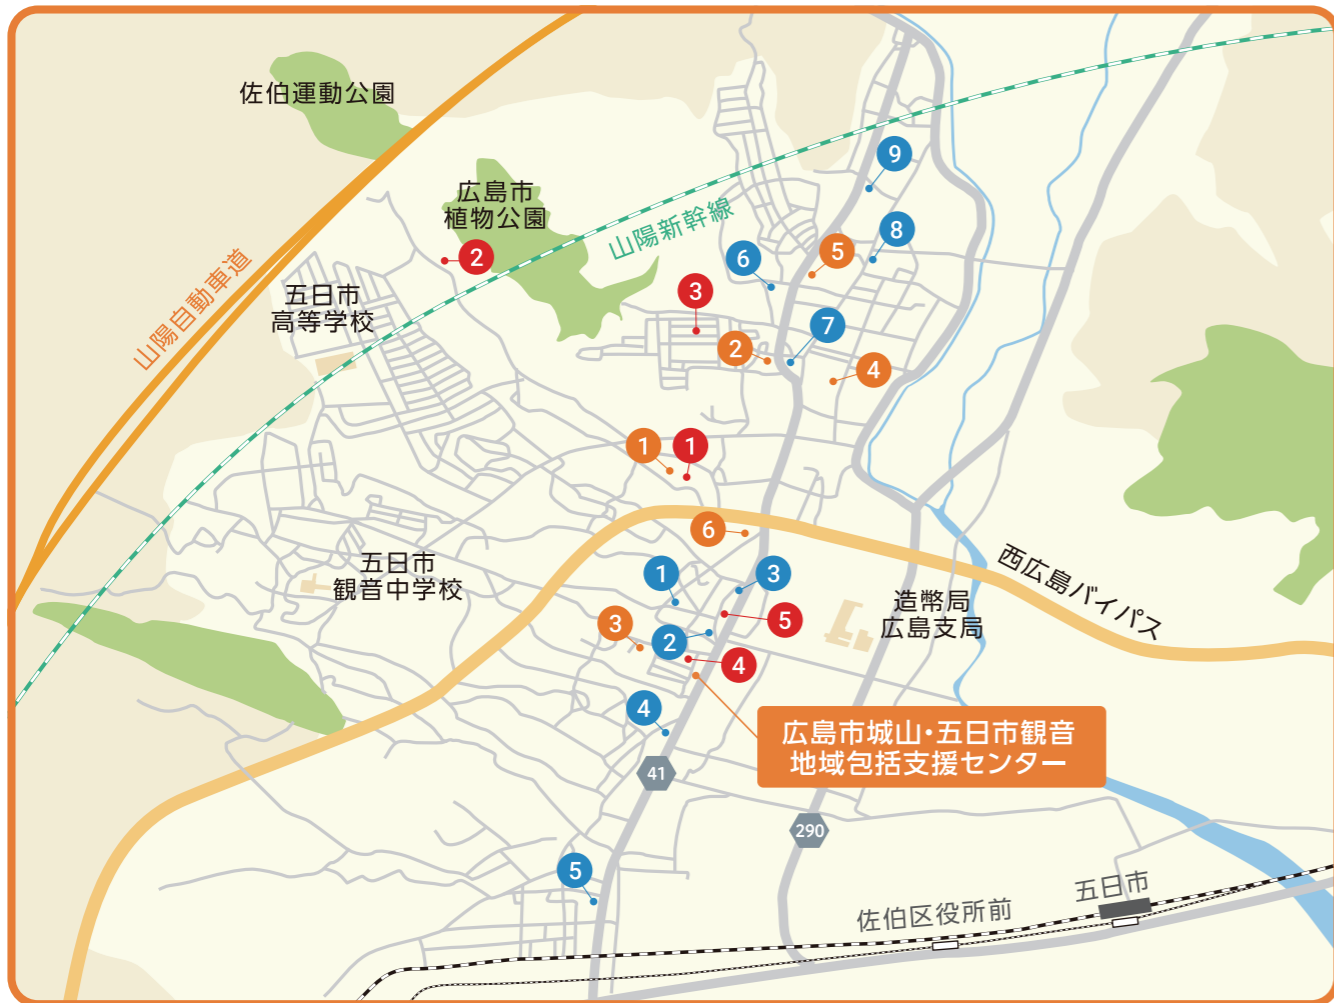 佐伯運動公園
広島市
植物公園
山陽新幹線
山陽自動車道
五日市
高等学校
9
8
6
5
2
3
7
2
4
1
1
6
五日市
観音中学校
1
3
西広島バイパス
造幣局
広島支局
3
2
5
4
4
広島市城山・五日市観音
地域包括支援センター
41
290
5
佐伯区役所前
五日市